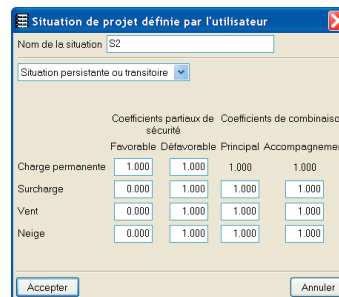 Situation de projet définie par l'utilisateur
Nom de la situation S2
Situation persistante ou transitoire
Coefficients partiaux de sécurité
Coefficients de combinaiso
Favorable Défavorable Principal Accompagnemen
Charge permanente 1.000 1.000 1.000 1.000
Surcharge 0.000 1.000 1.000 1.000
Vent 0.000 1.000 1.000 1.000
Neige 0.000 1.000 1.000 1.000
Accepter Annuler